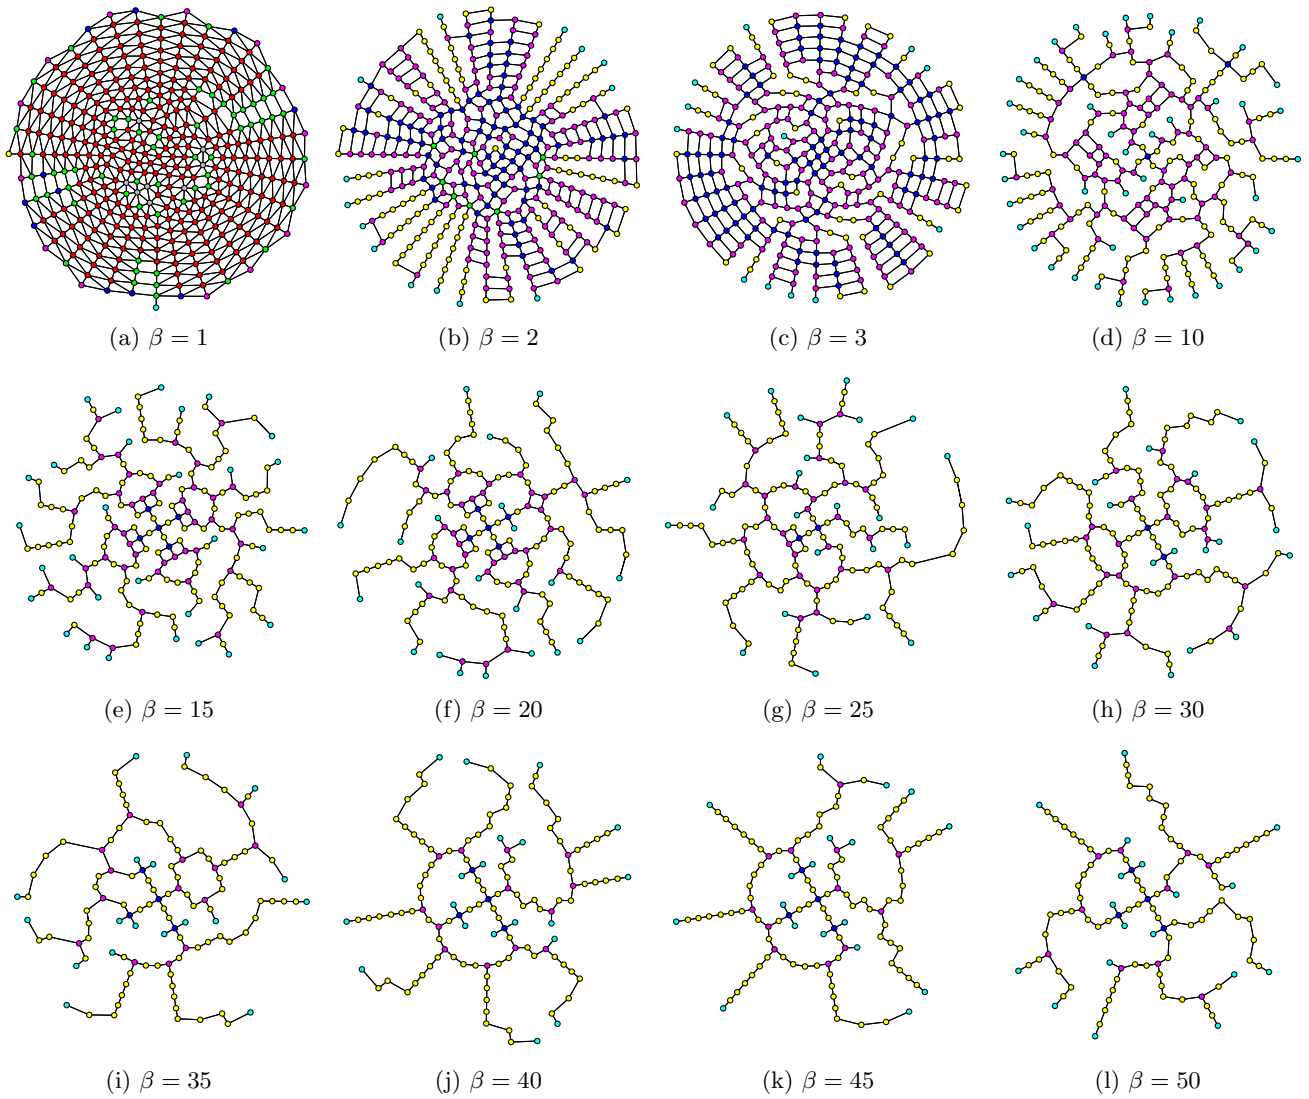 (a) β = 1
(b) β = 2
(c) β = 3
(d) β = 10
(e) β = 15
(f) β = 20
(g) β = 25
(h) β = 30
(i) β = 35
(j) β = 40
(k) β = 45
(l) β = 50